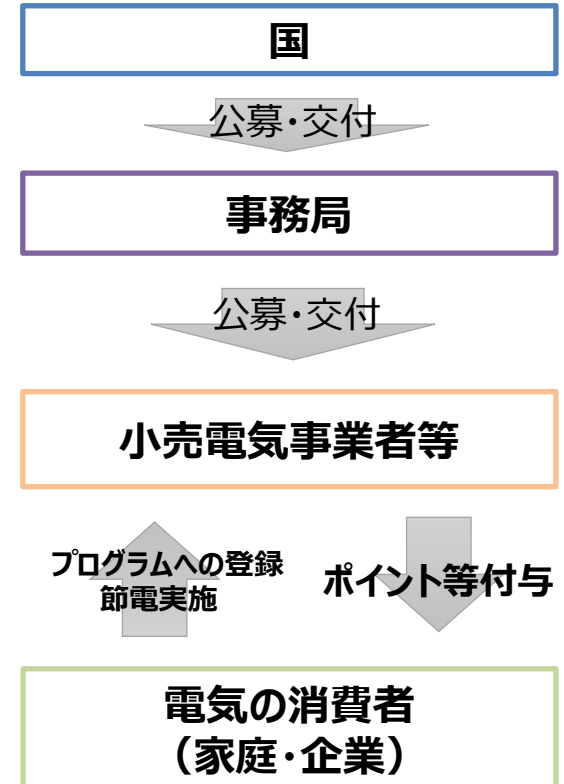 国
公募・交付
事務局
公募・交付
小売電気事業者等
プログラムへの登録
節電実施
ポイント等付与
電気の消費者
（家庭・企業）